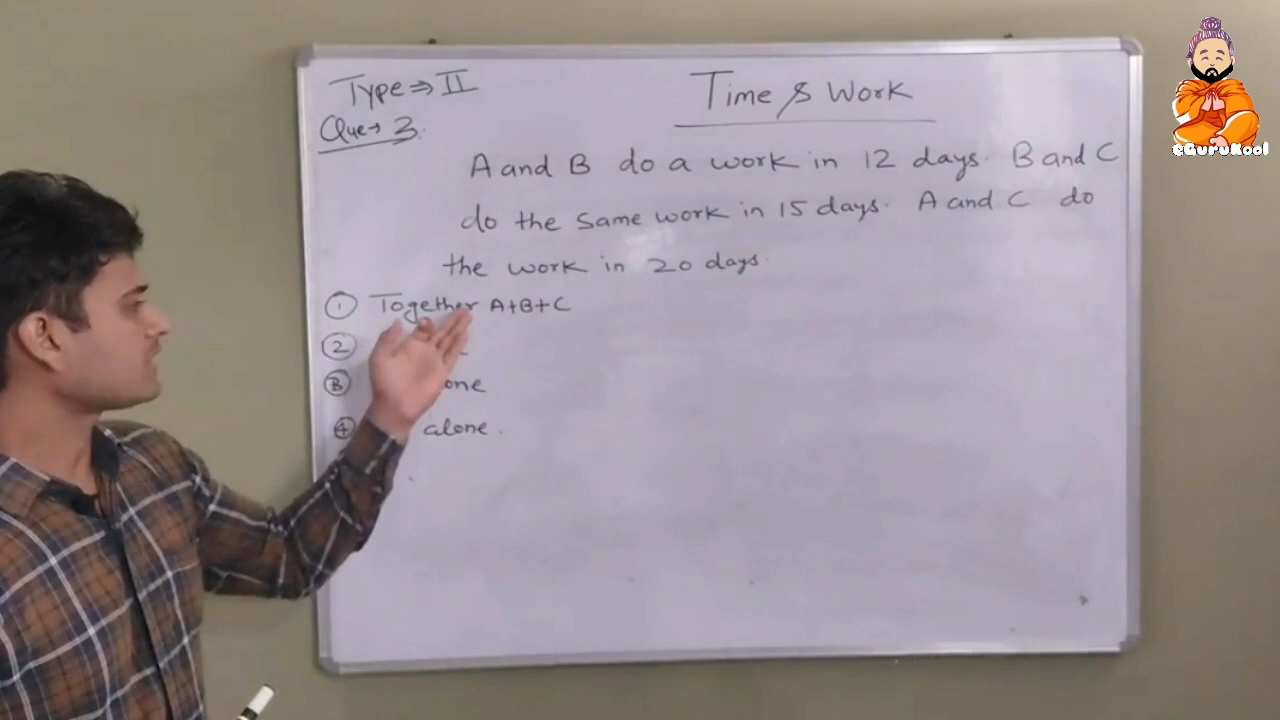 Type ⇒ II
Time & Work
Que → 3.
A and B do a work in 12 days. B and C
do the same work in 15 days. A and C do
the work in 20 days.
① Together A+B+C
②
③ one
④ alone.
eGuruKool